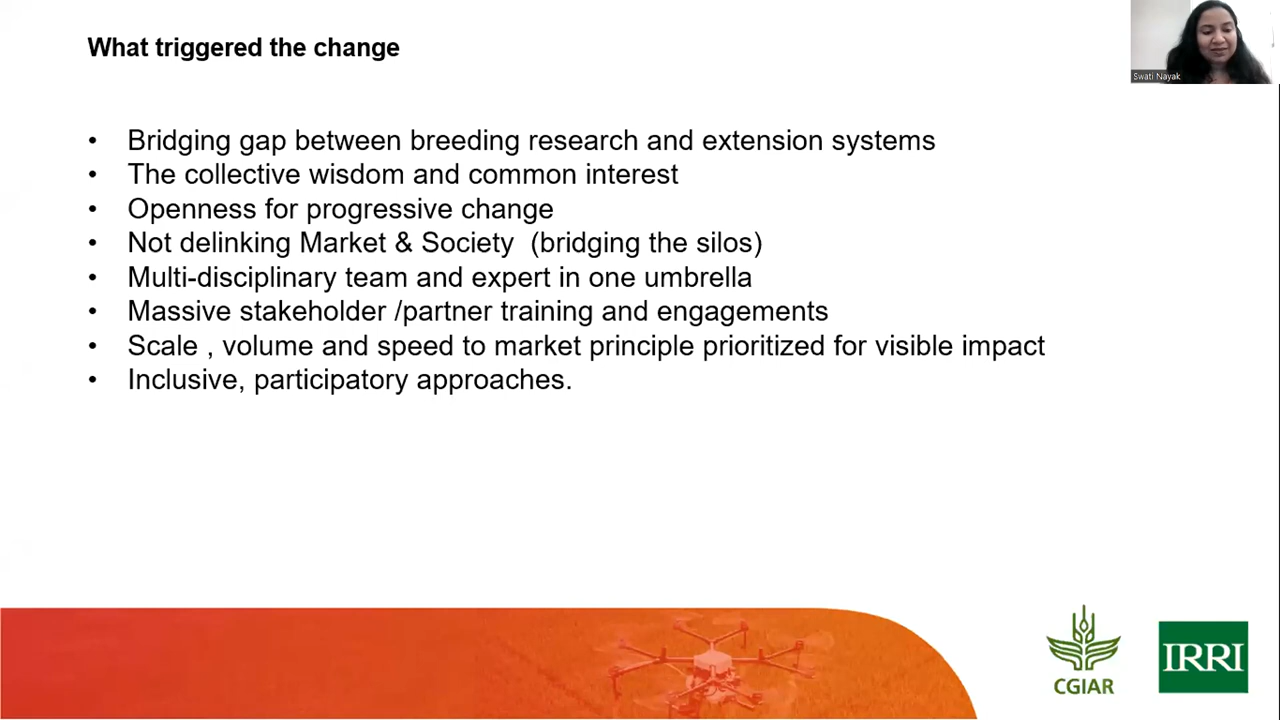 What triggered the change
Swati Nayak
• Bridging gap between breeding research and extension systems
• The collective wisdom and common interest
• Openness for progressive change
• Not delinking Market & Society  (bridging the silos)
• Multi-disciplinary team and expert in one umbrella
• Massive stakeholder /partner training and engagements
• Scale , volume and speed to market principle prioritized for visible impact
• Inclusive, participatory approaches.
CGIAR
IRRI